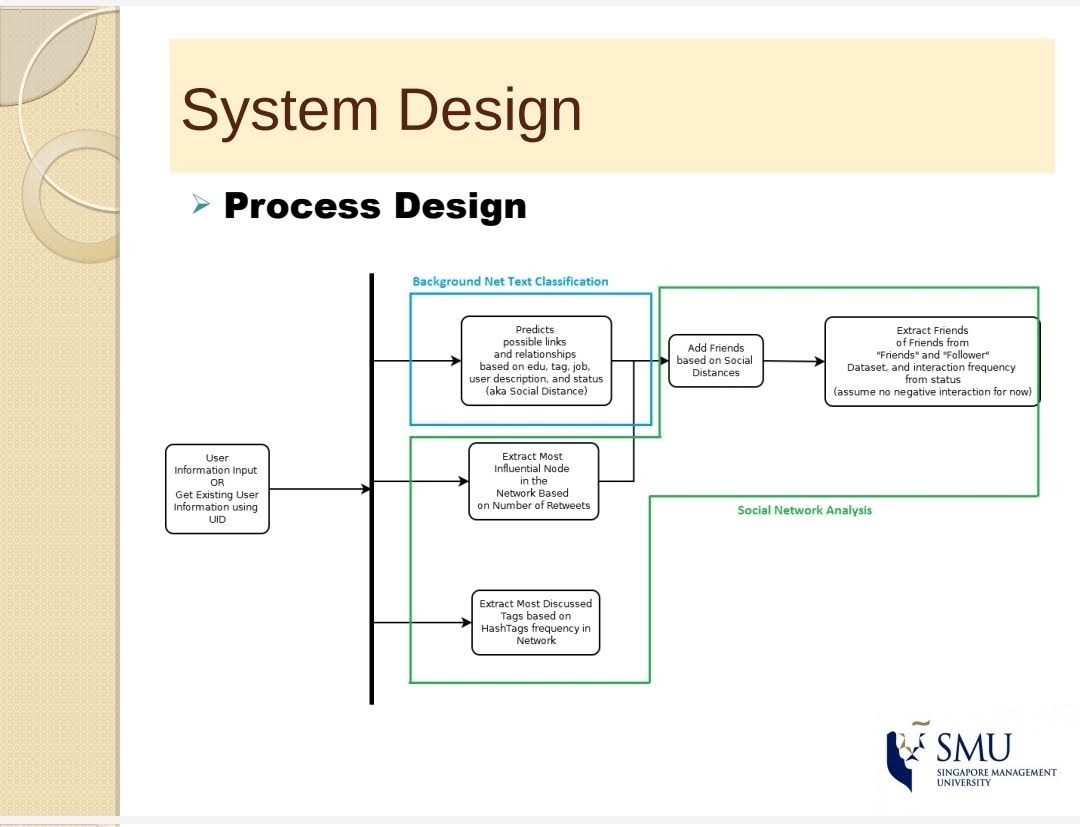 System Design
Process Design
Background Net Text Classification
Predicts
possible links
and relationships
based on edu, tag, job,
user description, and status
(aka Social Distance)
Add Friends
based on Social
Distances
Extract Friends
of Friends from
"Friends" and "Follower"
Dataset, and interaction frequency
from status
(assume no negative interaction for now)
User
Information Input
OR
Get Existing User
Information using
UID
Extract Most
Influential Node
in the
Network Based
on Number of Retweets
Social Network Analysis
Extract Most Discussed
Tags based on
HashTags frequency in
Network
SMU
SINGAPORE MANAGEMENT
UNIVERSITY